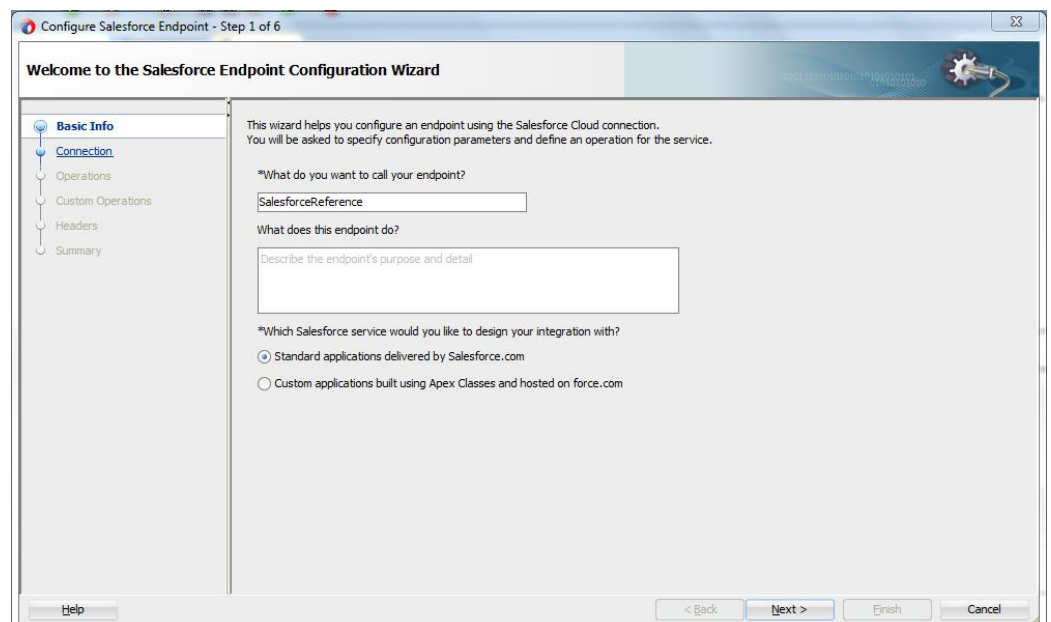 Configure Salesforce Endpoint - Step 1 of 6
Welcome to the Salesforce Endpoint Configuration Wizard
Basic Info
Connection
Operations
Custom Operations
Headers
Summary
This wizard helps you configure an endpoint using the Salesforce Cloud connection.
You will be asked to specify configuration parameters and define an operation for the service.
*What do you want to call your endpoint?
SalesforceReference
What does this endpoint do?
Describe the endpoint's purpose and detail
*Which Salesforce service would you like to design your integration with?
Standard applications delivered by Salesforce.com
Custom applications built using Apex Classes and hosted on force.com
Help
< Back
Next >
Finish
Cancel